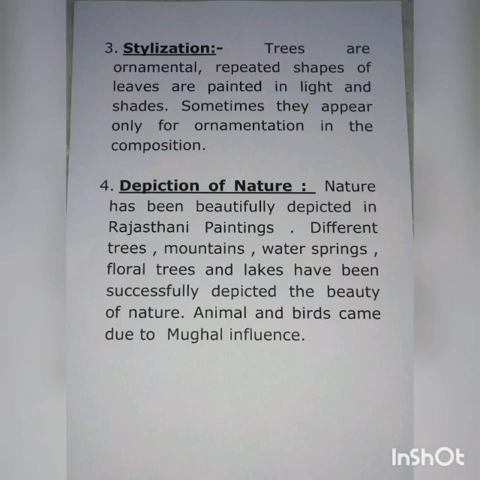 3. Stylization:- Trees are
ornamental, repeated shapes of
leaves are painted in light and
shades. Sometimes they appear
only for ornamentation in the
composition.
4. Depiction of Nature : Nature
has been beautifully depicted in
Rajasthani Paintings . Different
trees , mountains , water springs ,
floral trees and lakes have been
successfully depicted the beauty
of nature. Animal and birds came
due to Mughal influence.
InShOt